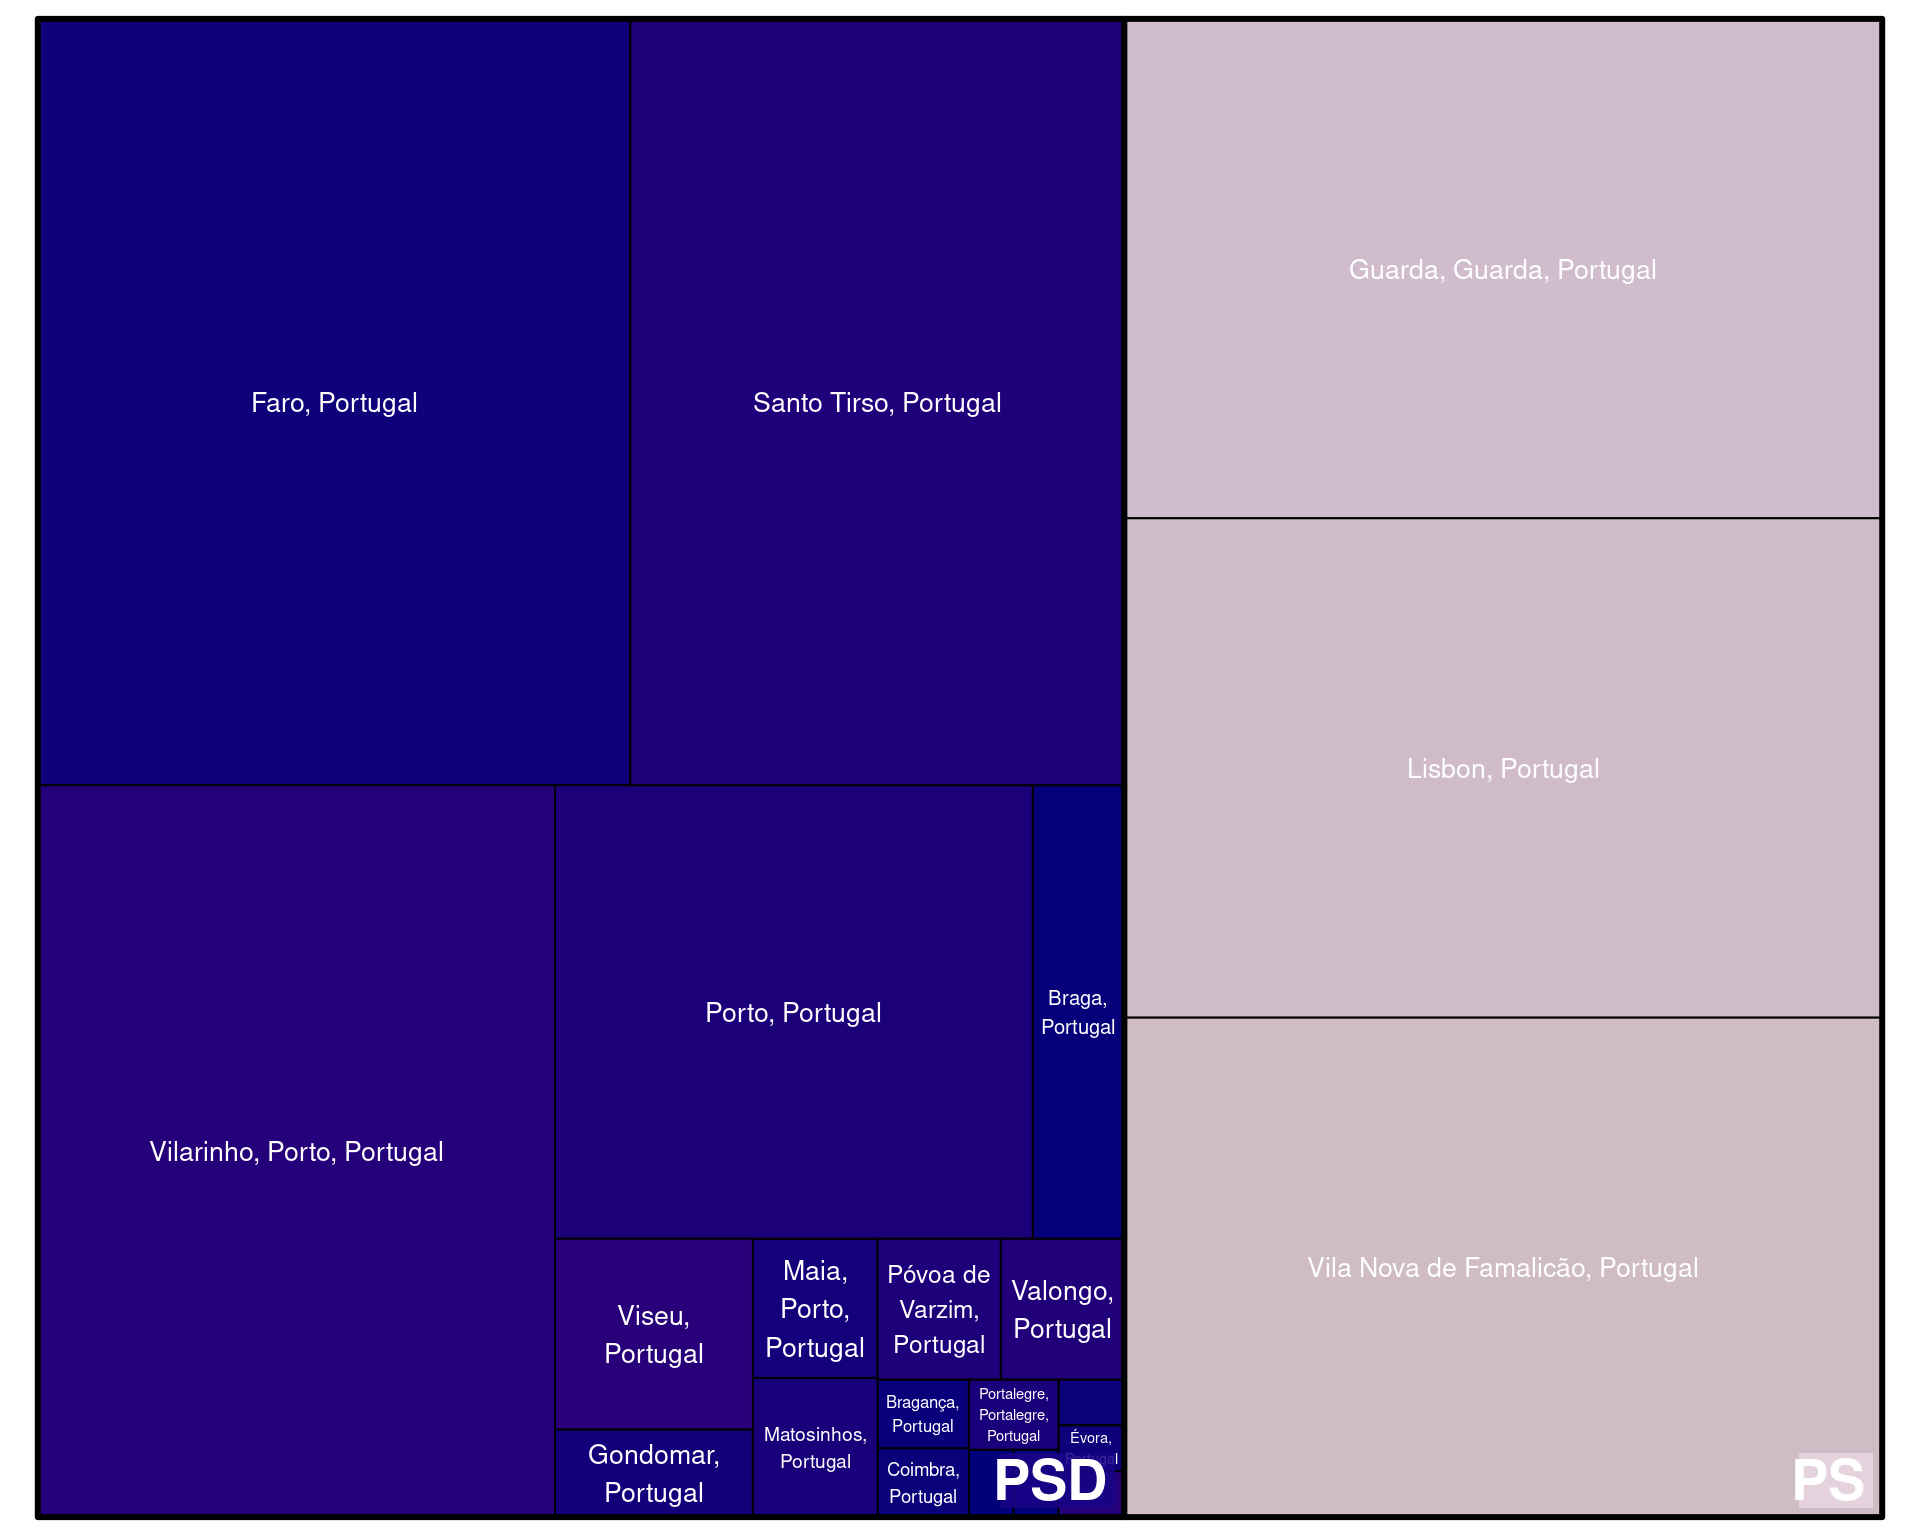 Faro, Portugal
Santo Tirso, Portugal
Guarda, Guarda, Portugal
Lisbon, Portugal
Vilarinho, Porto, Portugal
Porto, Portugal
Braga,
Portugal
Vila Nova de Famalicão, Portugal
Viseu,
Portugal
Maia,
Porto,
Portugal
Póvoa de
Varzim,
Portugal
Valongo,
Portugal
Gondomar,
Portugal
Matosinhos,
Portugal
Bragança,
Portugal
Portalegre,
Portalegre,
Portugal
Évora,
Portugal
Coimbra,
Portugal
PSD
PS